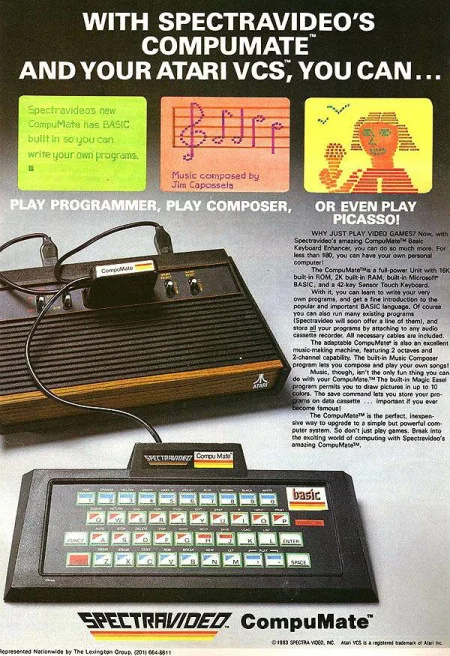 WITH SPECTRAVIDEO'S
COMPUMATE™
AND YOUR ATARI VCS™, YOU CAN...
Spectravideo's new
CompuMate has BASIC
built in so you can
write your own programs.
Music composed by
Jim Capossela
PLAY PROGRAMMER, PLAY COMPOSER, OR EVEN PLAY
PICASSO!
WHY JUST PLAY VIDEO GAMES? Now, with
Spectravideo's amazing CompuMate™ Basic
Keyboard Enhancer, you can do so much more. For
less than $80, you can have your own personal
computer!
The CompuMate™is a full-power Unit with 16K
built-in ROM, 2K built-in RAM, built-in Microsoft®
BASIC, and a 42-key Sensor Touch Keyboard.
With it, you can learn to write your very
own programs, and get a fine introduction to the
popular and important BASIC language. Of course
you can also run many existing programs
(Spectravideo will soon offer a line of them), and
store all your programs by attaching to any audio
cassette recorder. All necessary cables are included.
The adaptable CompuMate™ is also an excellent
music-making machine, featuring 2 octaves and
2-channel capability. The built-in Music Composer
program lets you compose and play your own songs!
Music, though, isn't the only fun thing you can
do with your CompuMate.™ The built-in Magic Easel
program permits you to draw pictures in up to 10
colors. The save command lets you store your pro-
grams on data cassette ... important if you ever
become famous!
The CompuMate™ is the perfect, inexpen-
sive way to upgrade to a simple but powerful com-
puter system. So don't just play games. Break into
the exciting world of computing with Spectravideo's
amazing CompuMate™.
CompuMate
ATARI
SPECTRAVIDEO CompuMate
basic
Q W E R T Y U I O P
FUNCT A S D F G H J K L ENTER
Z X C V B N M SPACE
SPECTRAVIDEO™ CompuMate™
©1983 SPECTRA VIDEO, INC. Atari VCS is a registered trademark of Atari Inc.
Represented Nationwide by The Lexington Group, (201) 664-8811